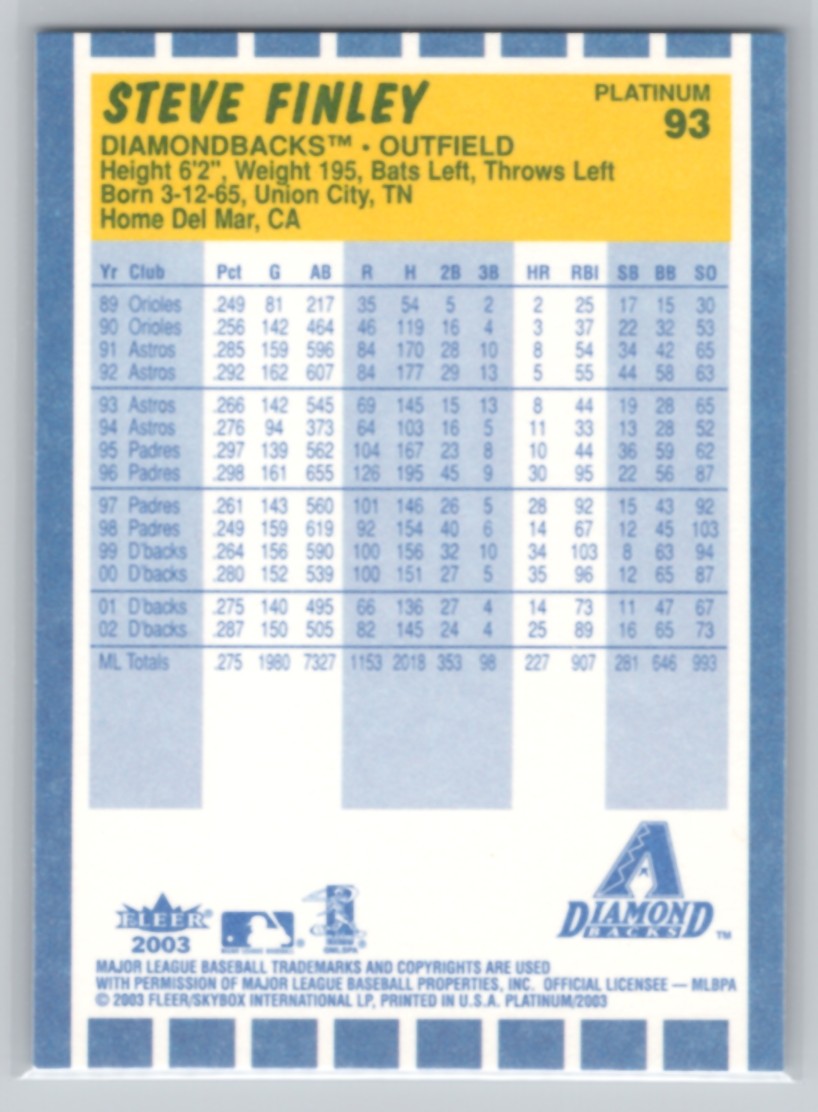 STEVE FINLEY
PLATINUM
93
DIAMONDBACKS™ · OUTFIELD
Height 6'2", Weight 195, Bats Left, Throws Left
Born 3-12-65, Union City, TN
Home Del Mar, CA
Yr Club Pct G AB R H 2B 3B HR RBI SB BB SO
89 Orioles .249 81 217 35 54 5 2 2 25 17 15 30
90 Orioles .256 142 464 46 119 16 4 3 37 22 32 53
91 Astros .285 159 596 84 170 28 10 8 54 34 42 65
92 Astros .292 162 607 84 177 29 13 5 55 44 58 63
93 Astros .266 142 545 69 145 15 13 8 44 19 28 65
94 Astros .276 94 373 64 103 16 5 11 33 13 28 52
95 Padres .297 139 562 104 167 23 8 10 44 36 59 62
96 Padres .298 161 655 126 195 45 9 30 95 22 56 87
97 Padres .261 143 560 101 146 26 5 28 92 15 43 92
98 Padres .249 159 619 92 154 40 6 14 67 12 45 103
99 D'backs .264 156 590 100 156 32 10 34 103 8 63 94
00 D'backs .280 152 539 100 151 27 5 35 96 12 65 87
01 D'backs .275 140 495 66 136 27 4 14 73 11 47 67
02 D'backs .287 150 505 82 145 24 4 25 89 16 65 73
ML Totals .275 1980 7327 1153 2018 353 98 227 907 281 646 993
DIAMOND
BACKS ™
FLEER®
2003
MAJOR LEAGUE BASEBALL TRADEMARKS AND COPYRIGHTS ARE USED
WITH PERMISSION OF MAJOR LEAGUE BASEBALL PROPERTIES, INC. OFFICIAL LICENSEE — MLBPA
© 2003 FLEER/SKYBOX INTERNATIONAL LP, PRINTED IN U.S.A. PLATINUM/2003